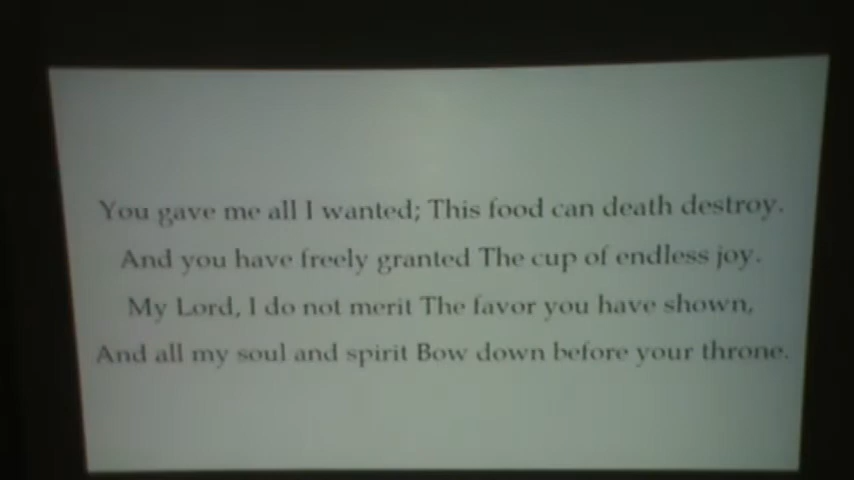 You gave me all I wanted; This food can death destroy.
And you have freely granted The cup of endless joy.
My Lord, I do not merit The favor you have shown,
And all my soul and spirit Bow down before your throne.